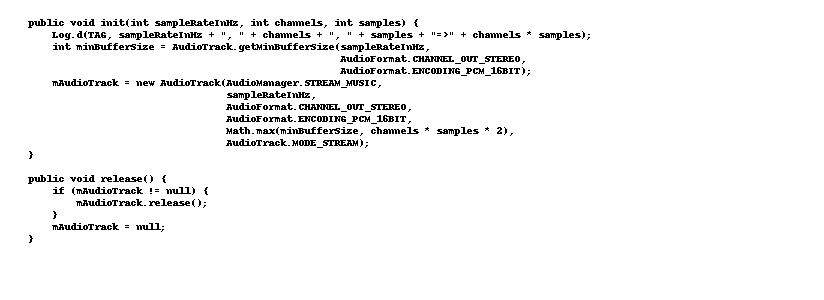 public void init(int sampleRateInHz, int channels, int samples) {
    Log.d(TAG, sampleRateInHz + ", " + channels + ", " + samples + "=>" + channels * samples);
    int minBufferSize = AudioTrack.getMinBufferSize(sampleRateInHz,
                                                    AudioFormat.CHANNEL_OUT_STEREO,
                                                    AudioFormat.ENCODING_PCM_16BIT);
    mAudioTrack = new AudioTrack(AudioManager.STREAM_MUSIC,
                                 sampleRateInHz,
                                 AudioFormat.CHANNEL_OUT_STEREO,
                                 AudioFormat.ENCODING_PCM_16BIT,
                                 Math.max(minBufferSize, channels * samples * 2),
                                 AudioTrack.MODE_STREAM);
}

public void release() {
    if (mAudioTrack != null) {
        mAudioTrack.release();
    }
    mAudioTrack = null;
}